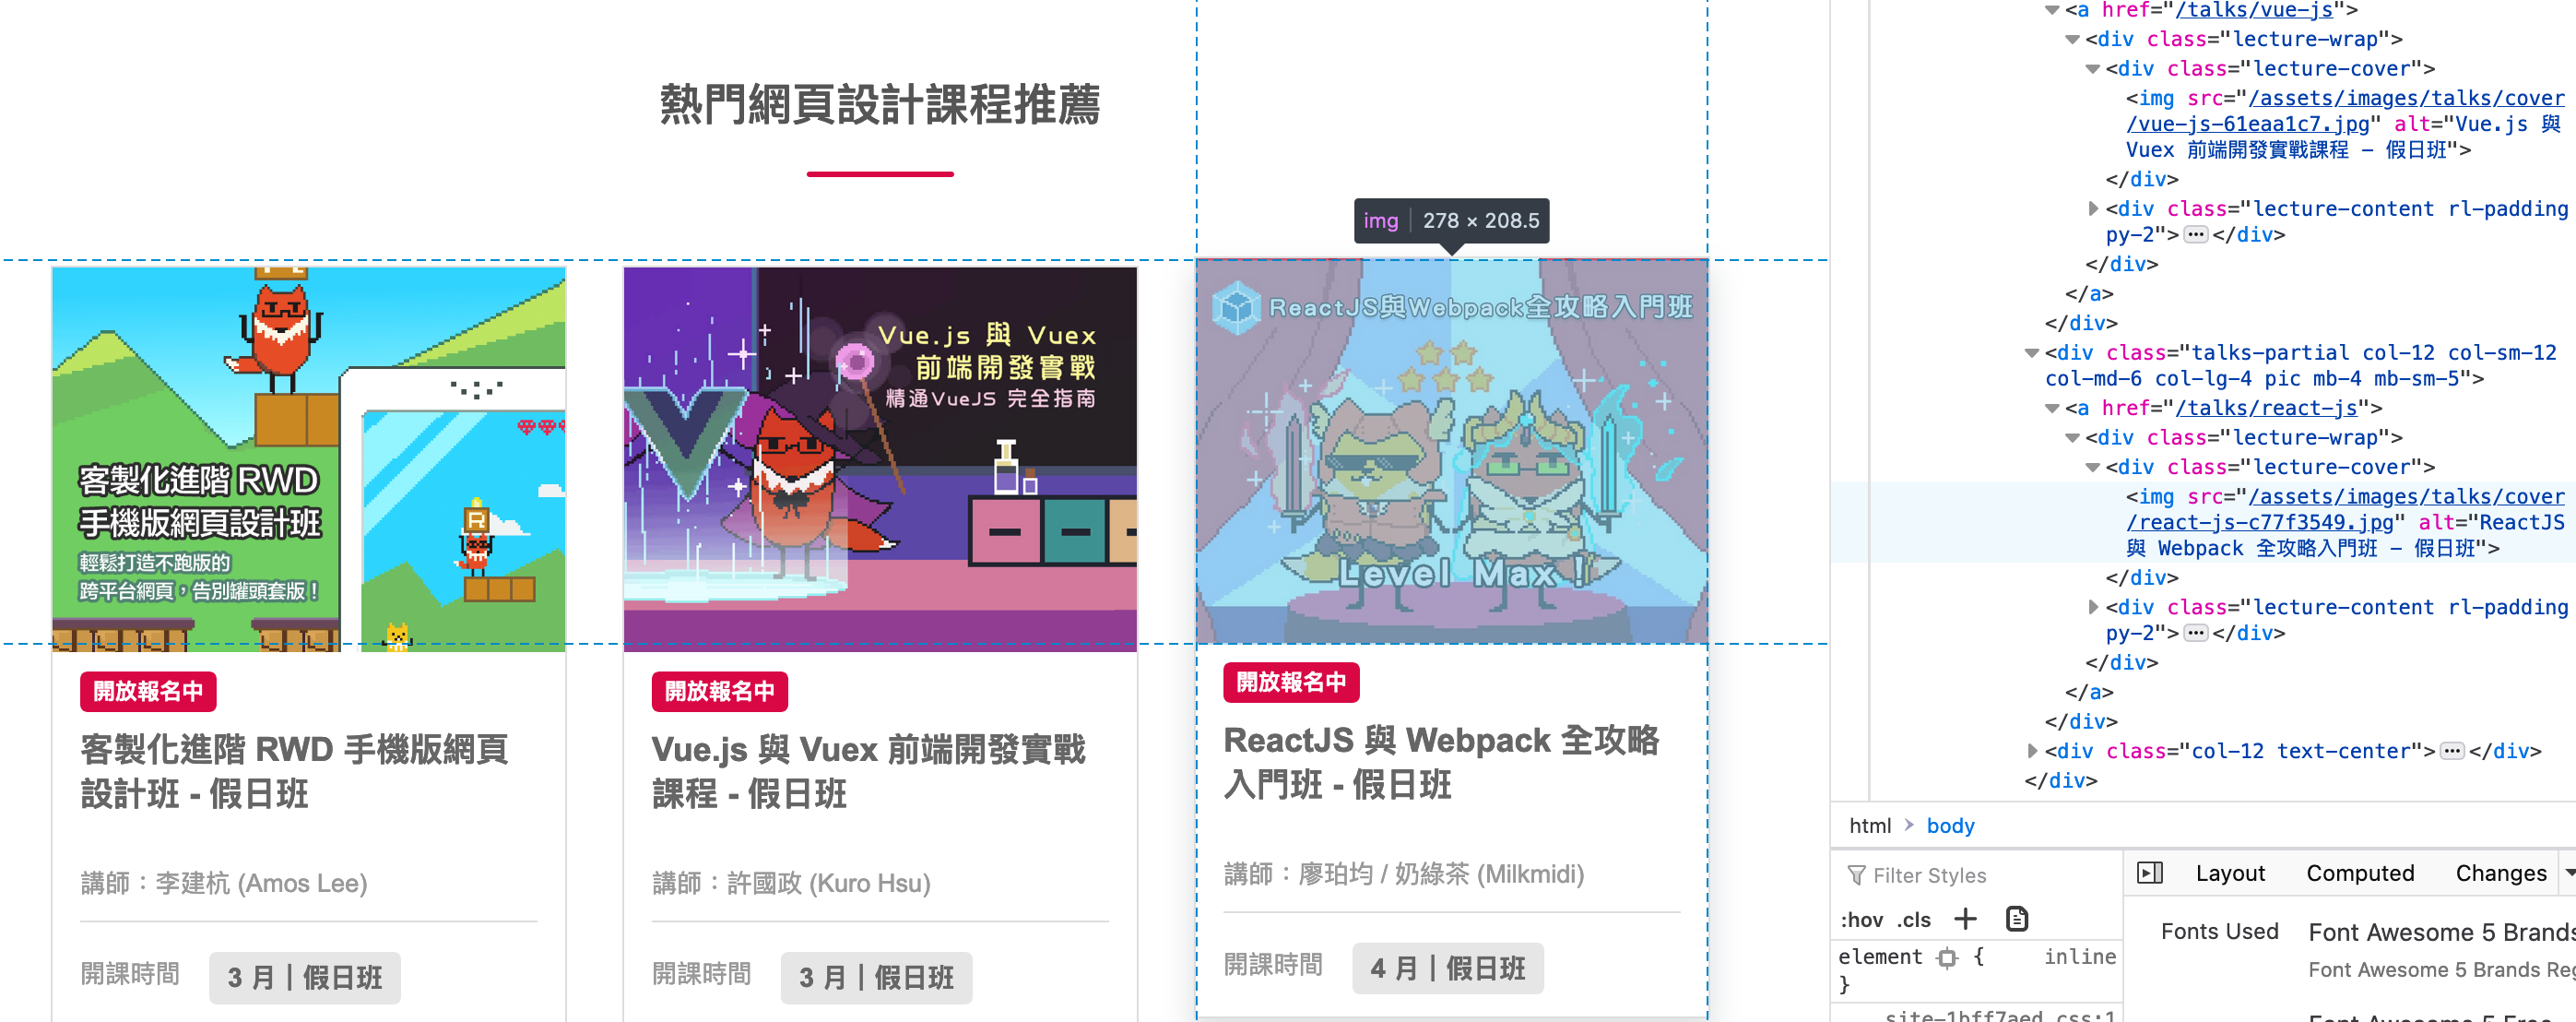 熱門網頁設計課程推薦
img 278 × 208.5
客製化進階 RWD
手機版網頁設計班
輕鬆打造不跑版的
跨平台網頁，告別罐頭套版！
R
開放報名中
客製化進階 RWD 手機版網頁
設計班 - 假日班
講師：李建杭 (Amos Lee)
開課時間 3 月｜假日班
Vue.js 與 Vuex
前端開發實戰
精通VueJS 完全指南
開放報名中
Vue.js 與 Vuex 前端開發實戰
課程 - 假日班
講師：許國政 (Kuro Hsu)
開課時間 3 月｜假日班
ReactJS與Webpack全攻略入門班
Level Max !
開放報名中
ReactJS 與 Webpack 全攻略
入門班 - 假日班
講師：廖珀均 / 奶綠茶 (Milkmidi)
開課時間 4 月｜假日班
<a href="/talks/vue-js">
<div class="lecture-wrap">
<div class="lecture-cover">
<img src="/assets/images/talks/cover
/vue-js-61eaa1c7.jpg" alt="Vue.js 與
Vuex 前端開發實戰課程 - 假日班">
</div>
<div class="lecture-content rl-padding
py-2"> ••• </div>
</div>
</a>
</div>
<div class="talks-partial col-12 col-sm-12
col-md-6 col-lg-4 pic mb-4 mb-sm-5">
<a href="/talks/react-js">
<div class="lecture-wrap">
<div class="lecture-cover">
<img src="/assets/images/talks/cover
/react-js-c77f3549.jpg" alt="ReactJS
與 Webpack 全攻略入門班 - 假日班">
</div>
<div class="lecture-content rl-padding
py-2"> ••• </div>
</div>
</a>
</div>
<div class="col-12 text-center"> ••• </div>
</div>
html > body
Filter Styles
:hov .cls +
element { inline
}
site-1bff7aed.css:1
Layout Computed Changes
Fonts Used Font Awesome 5 Brands
Font Awesome 5 Brands Reg
Font Awesome 5 Free